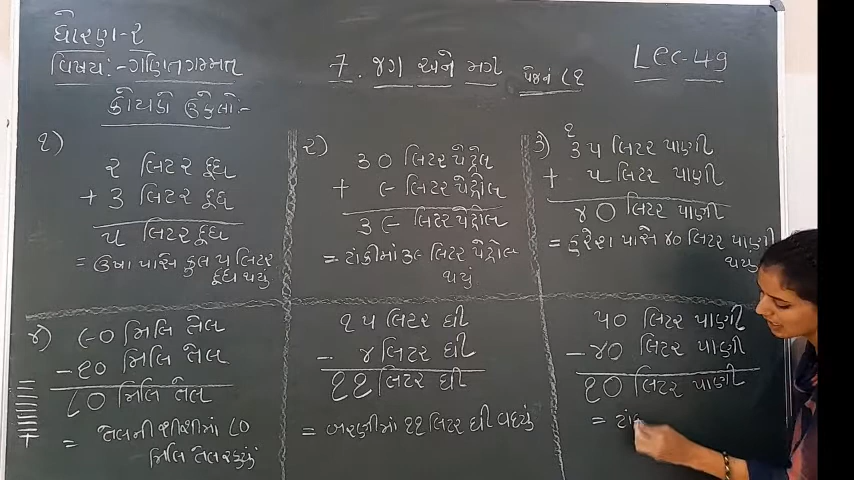 ધોરણ-૨
વિષય:-ગણિતગમ્મત
7. જગ અને મગ
પેજનં ૮૧
Lec-49
કોયડો ઉકેલો:-
૧)
૨ લિટર દૂધ
+ ૩ લિટર દૂધ
૫ લિટર દૂધ
= ઉષા પાસે કુલ ૫ લિટર
દૂધ થયું
૨)
૩૦ લિટર પેટ્રોલ
+ ૯ લિટર પેટ્રોલ
૩૯ લિટર પેટ્રોલ
= ટાંકીમાં ૩૯ લિટર પેટ્રોલ
થયું
૩)
૧
૩૫ લિટર પાણી
+ ૫ લિટર પાણી
૪૦ લિટર પાણી
= હરેશ પાસે ૪૦ લિટર પાણી
થયું
૪)
૯૦ મિલિ તેલ
- ૧૦ મિલિ તેલ
૮૦ મિલિ તેલ
= તેલની શીશીમાં ૮૦
મિલિ તેલ રહ્યું
૧૫ લિટર ઘી
- ૪ લિટર ઘી
૧૧ લિટર ઘી
= બરણીમાં ૧૧ લિટર ઘી વધ્યું
૫૦ લિટર પાણી
- ૪૦ લિટર પાણી
૧૦ લિટર પાણી
= ટાં